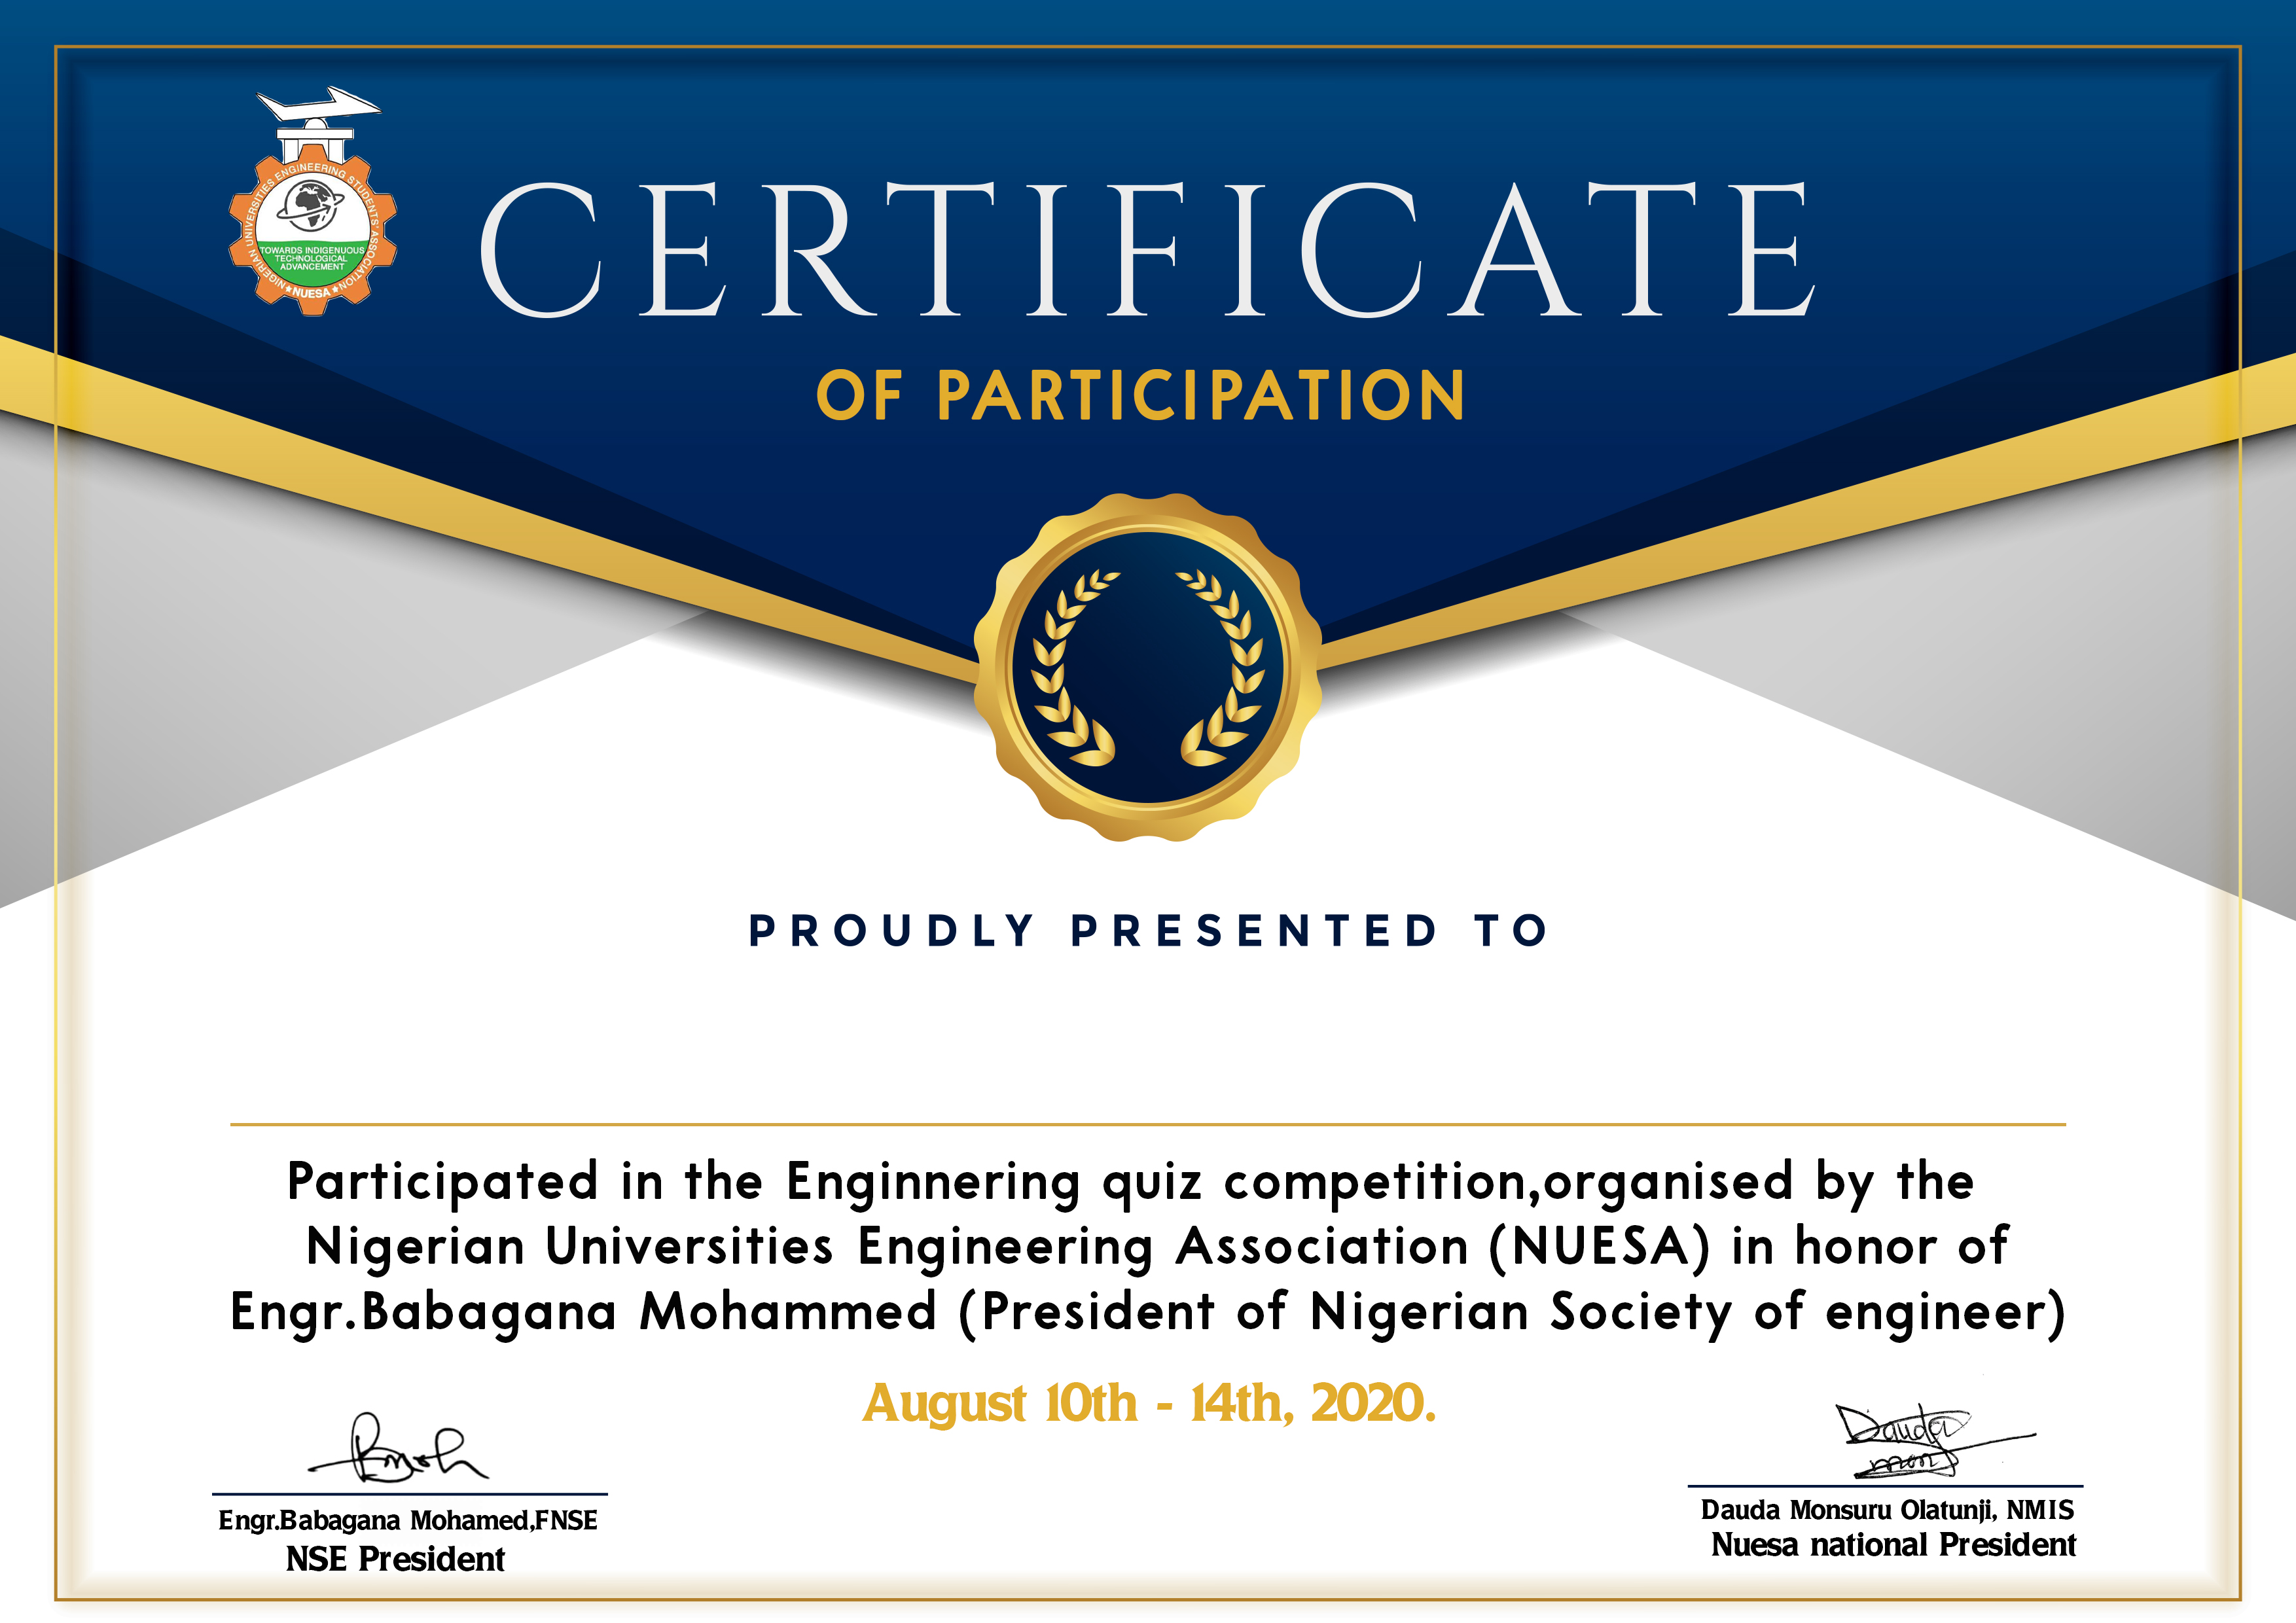 NIGERIAN UNIVERSITIES ENGINEERING STUDENTS' ASSOCIATION
TOWARDS INDIGENUOUS
TECHNOLOGICAL
ADVANCEMENT
★NUESA★
CERTIFICATE
OF PARTICIPATION
PROUDLY PRESENTED TO
Participated in the Enginnering quiz competition,organised by the
Nigerian Universities Engineering Association (NUESA) in honor of
Engr.Babagana Mohammed (President of Nigerian Society of engineer)
August 10th - 14th, 2020.
Dauda
Engr.Babagana Mohamed,FNSE
NSE President
Dauda Monsuru Olatunji, NMIS
Nuesa national President